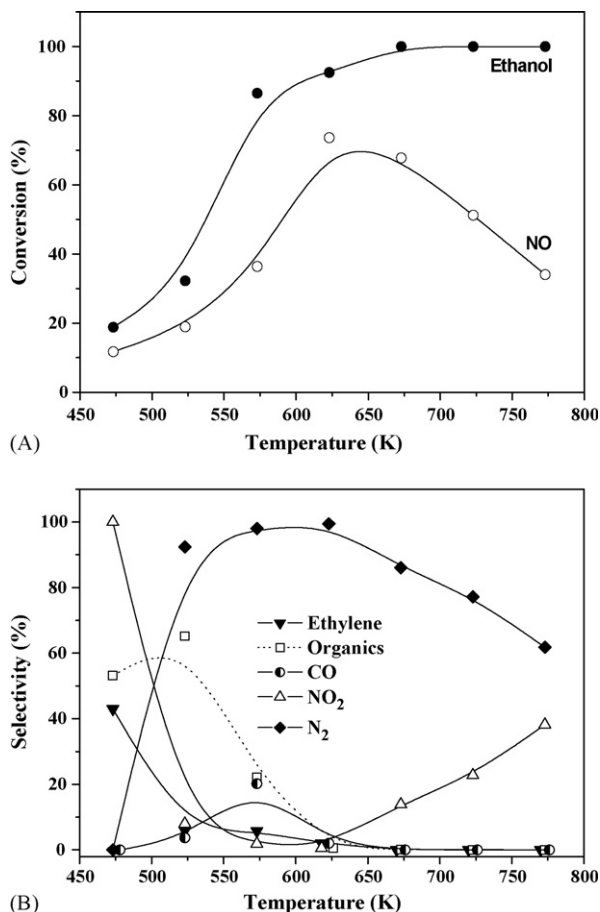 100
80
60
40
20
0
Conversion (%)
Ethanol
NO
450 500 550 600 650 700 750 800
(A)
Temperature (K)
100
80
60
40
20
0
Selectivity (%)
Ethylene
Organics
CO
NO2
N2
450 500 550 600 650 700 750 800
(B)
Temperature (K)